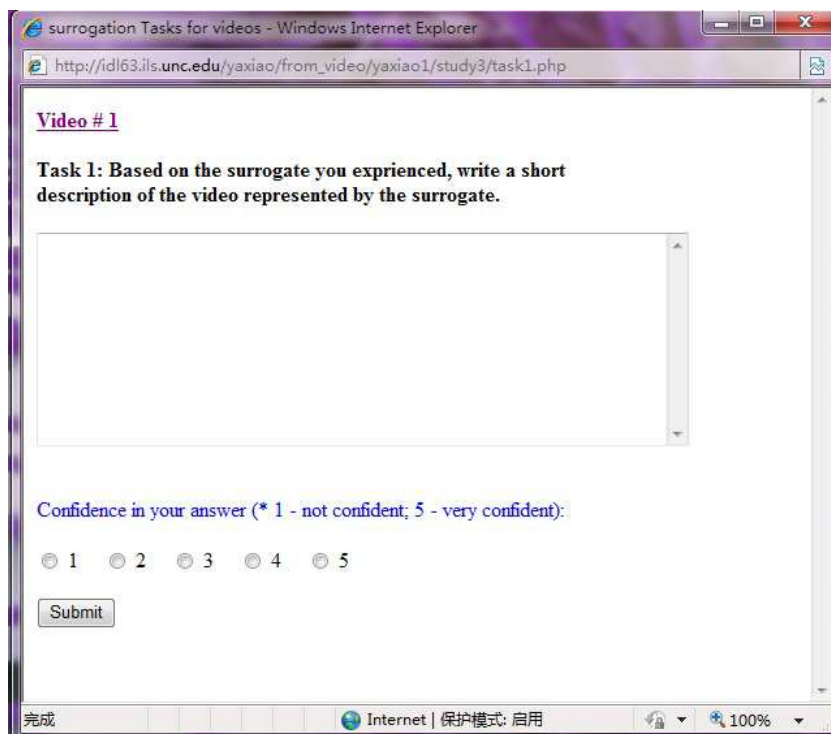 surrogation Tasks for videos - Windows Internet Explorer
http://idl63.ils.unc.edu/yaxiao/from_video/yaxiao1/study3/task1.php
Video # 1
Task 1: Based on the surrogate you exprienced, write a short
description of the video represented by the surrogate.
Confidence in your answer (* 1 - not confident; 5 - very confident):
1 2 3 4 5
Submit
完成 Internet | 保护模式: 启用 100%